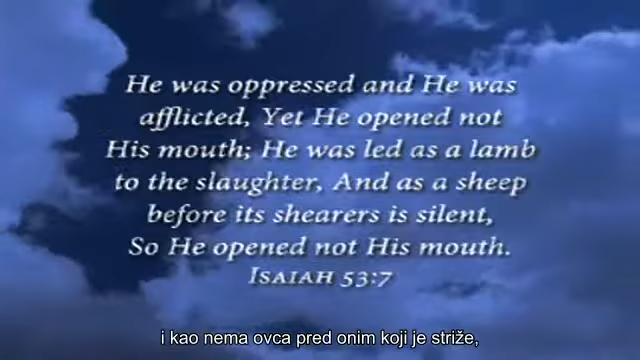 He was oppressed and He was
afflicted, Yet He opened not
His mouth; He was led as a lamb
to the slaughter, And as a sheep
before its shearers is silent,
So He opened not His mouth.
Isaiah 53:7
i kao nema ovca pred onim koji je striže,